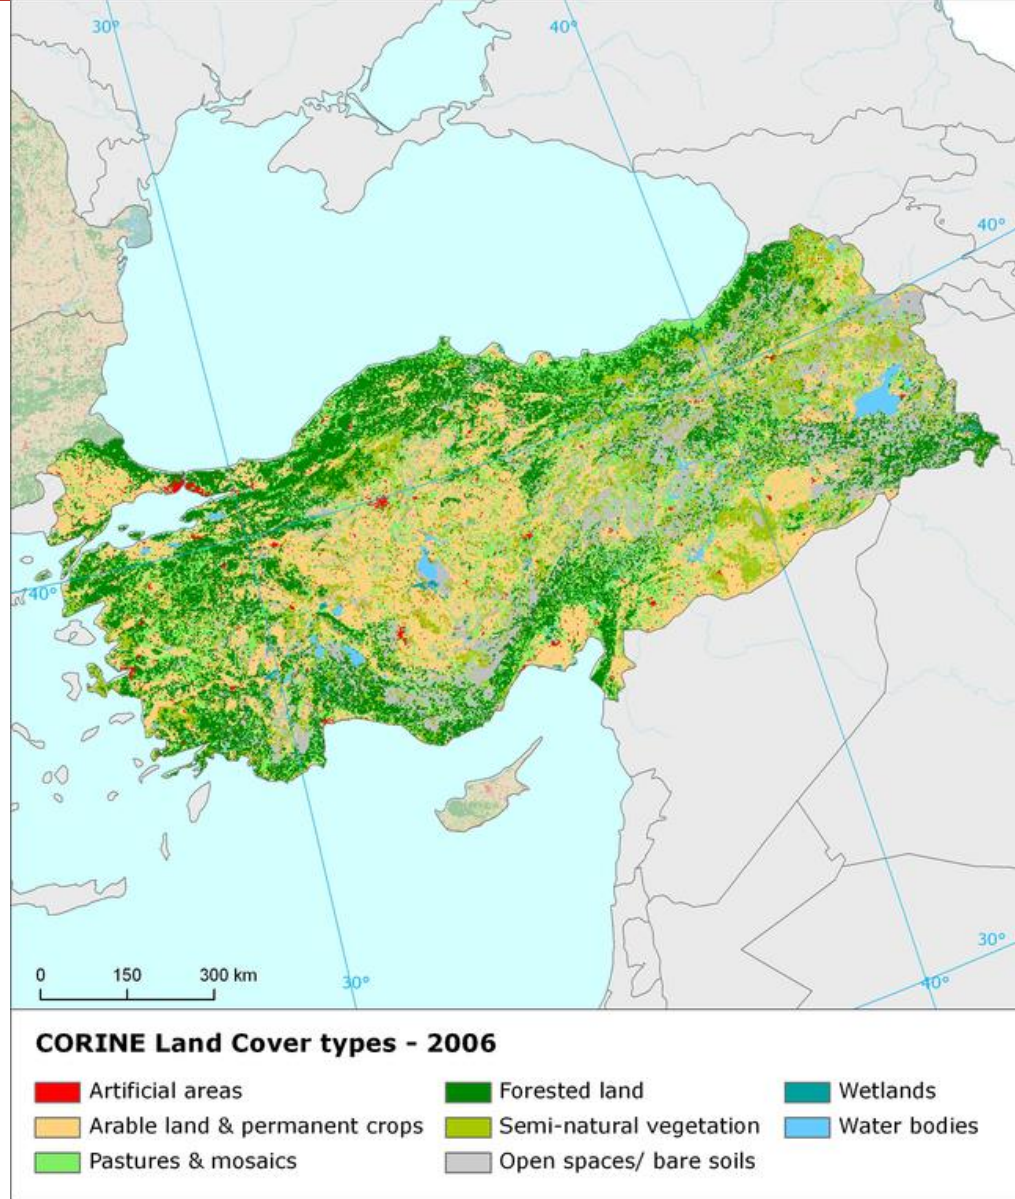 30°
40°
40°
40°
0 150 300 km
30°
30°
40°
CORINE Land Cover types - 2006
Artificial areas
Forested land
Wetlands
Arable land & permanent crops
Semi-natural vegetation
Water bodies
Pastures & mosaics
Open spaces/ bare soils